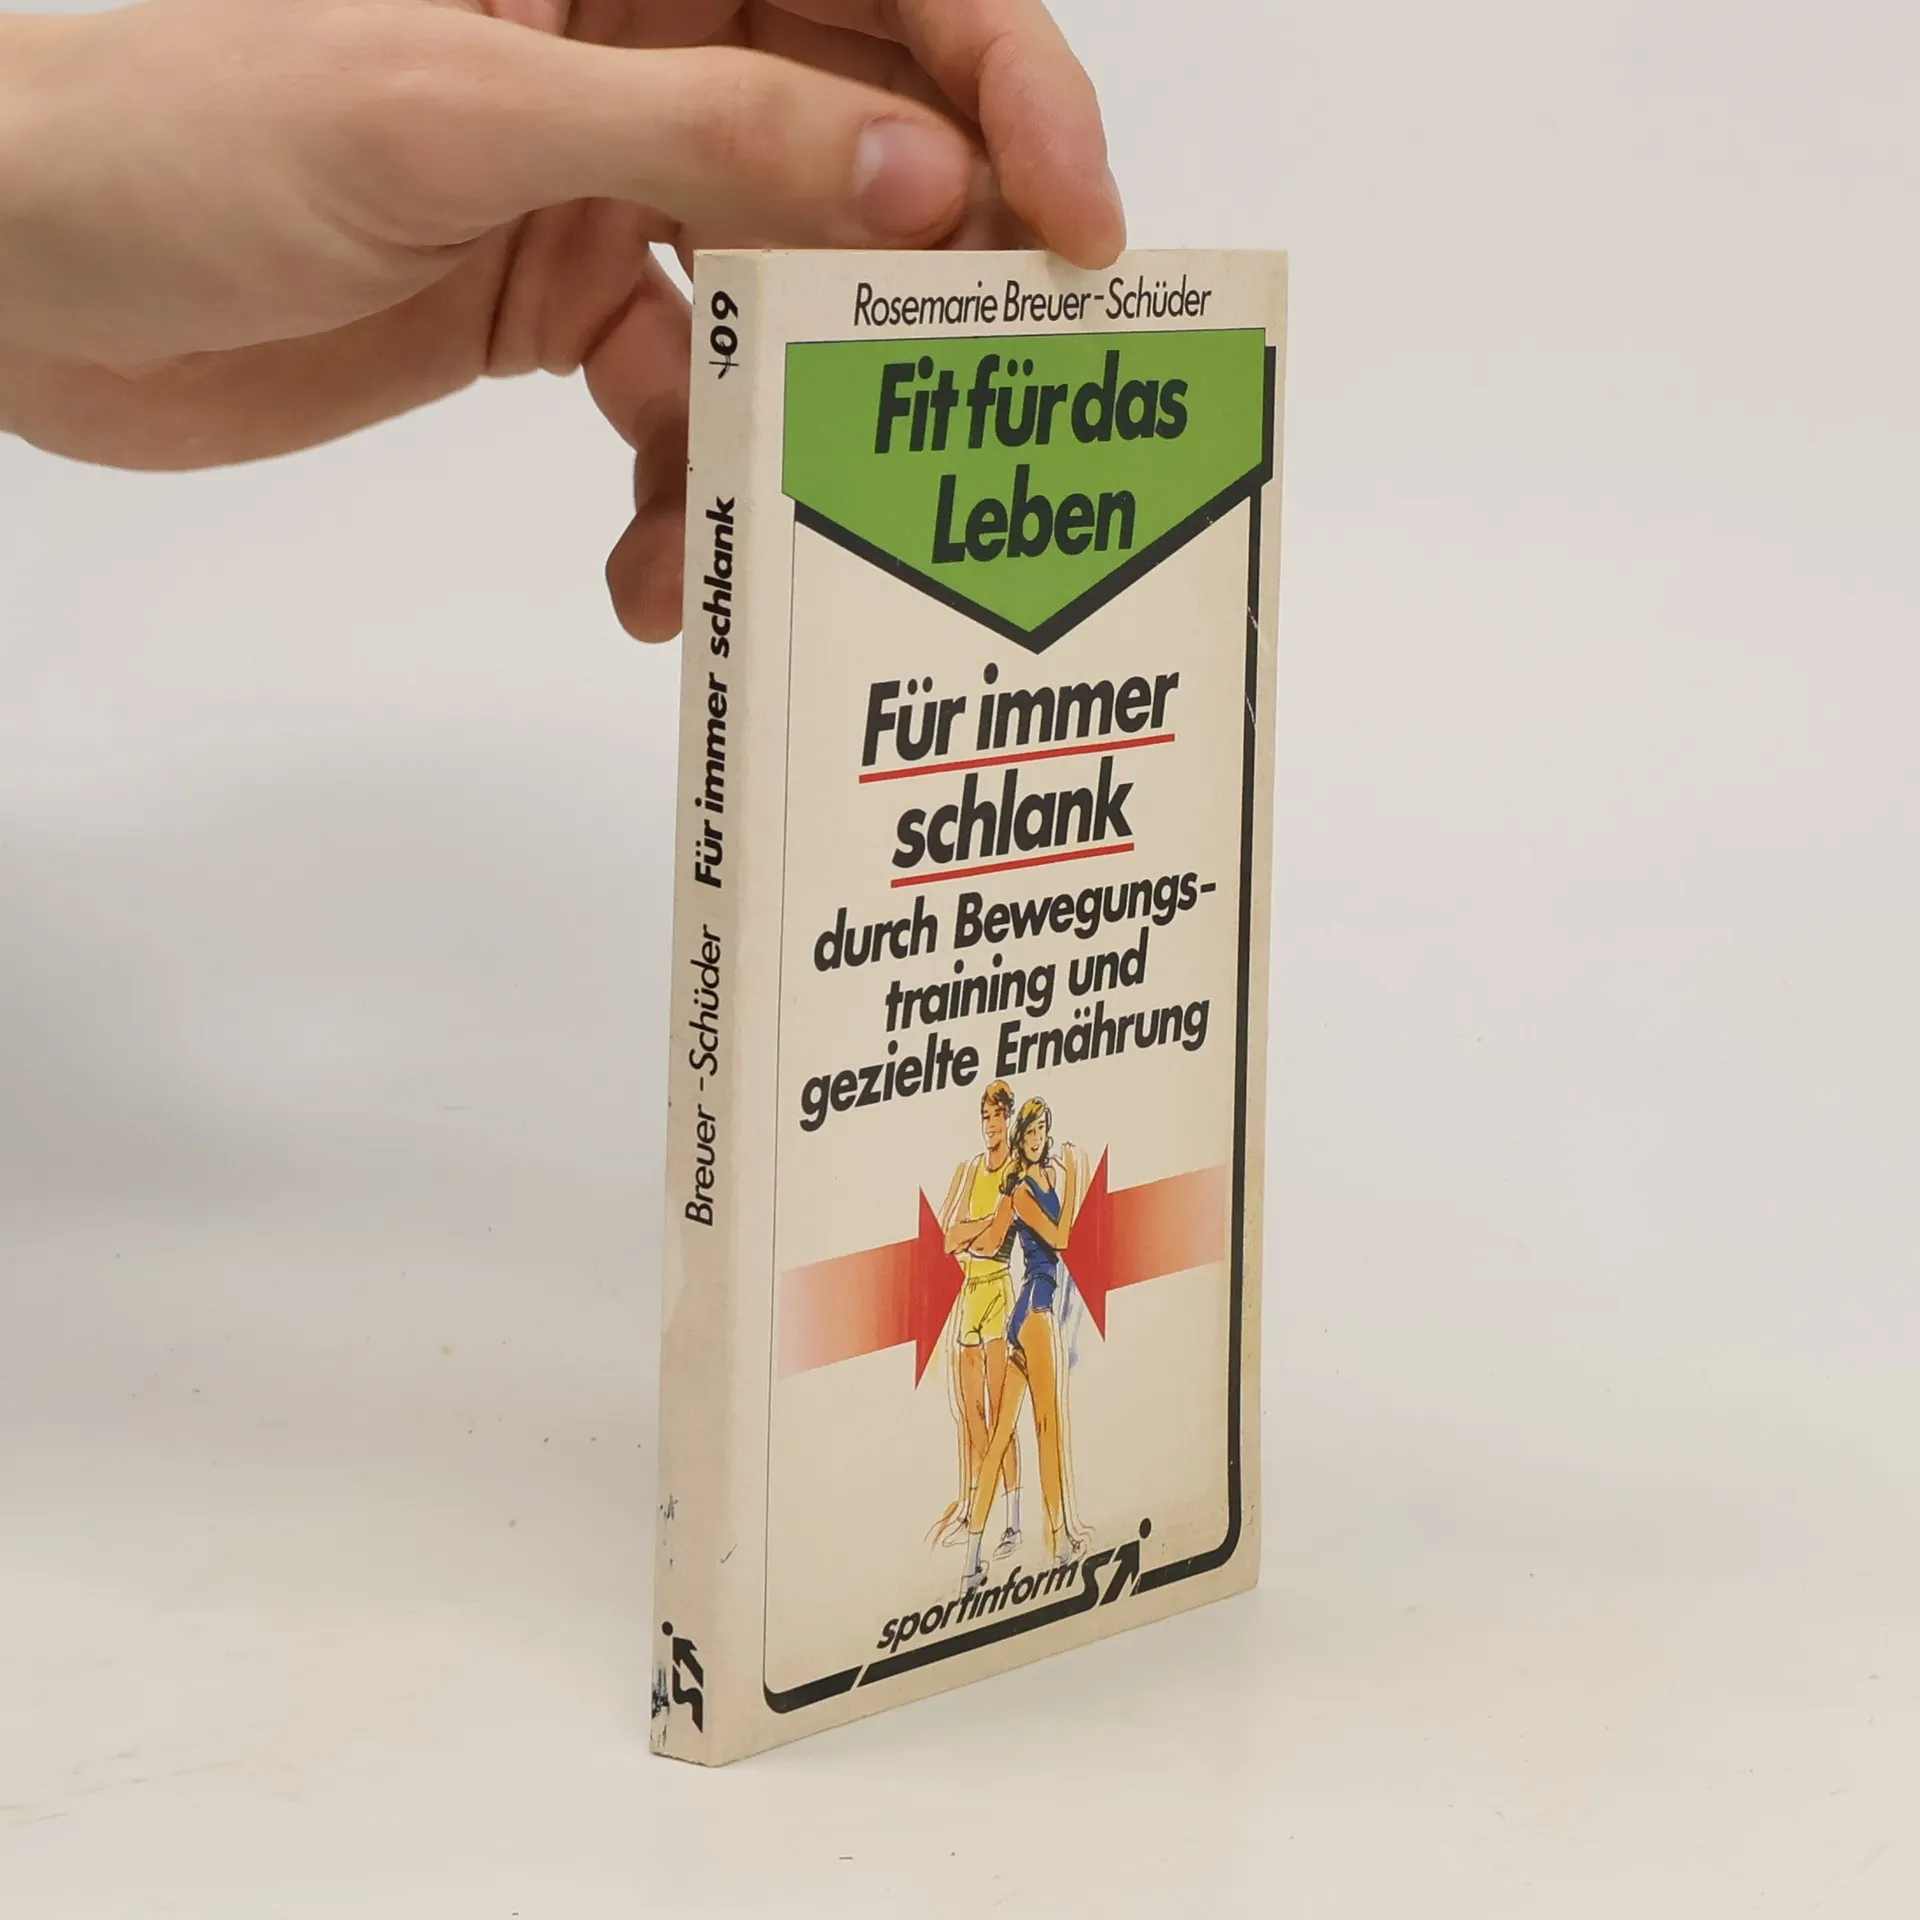 Rosemarie Breuer-Schüder
Fit für das
Leben
Für immer
schlank
durch Bewegungs-
training und
gezielte Ernährung
sportinform
Breuer-Schüder Für immer schlank 09